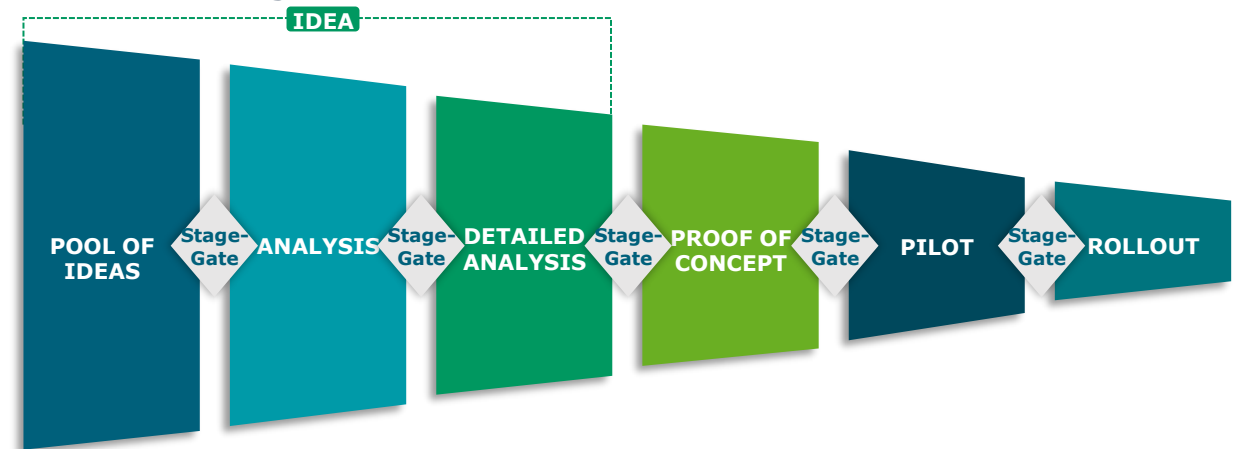 IDEA
POOL OF
IDEAS
Stage-
Gate
ANALYSIS
Stage-
Gate
DETAILED
ANALYSIS
Stage-
Gate
PROOF OF
CONCEPT
Stage-
Gate
PILOT
Stage-
Gate
ROLLOUT